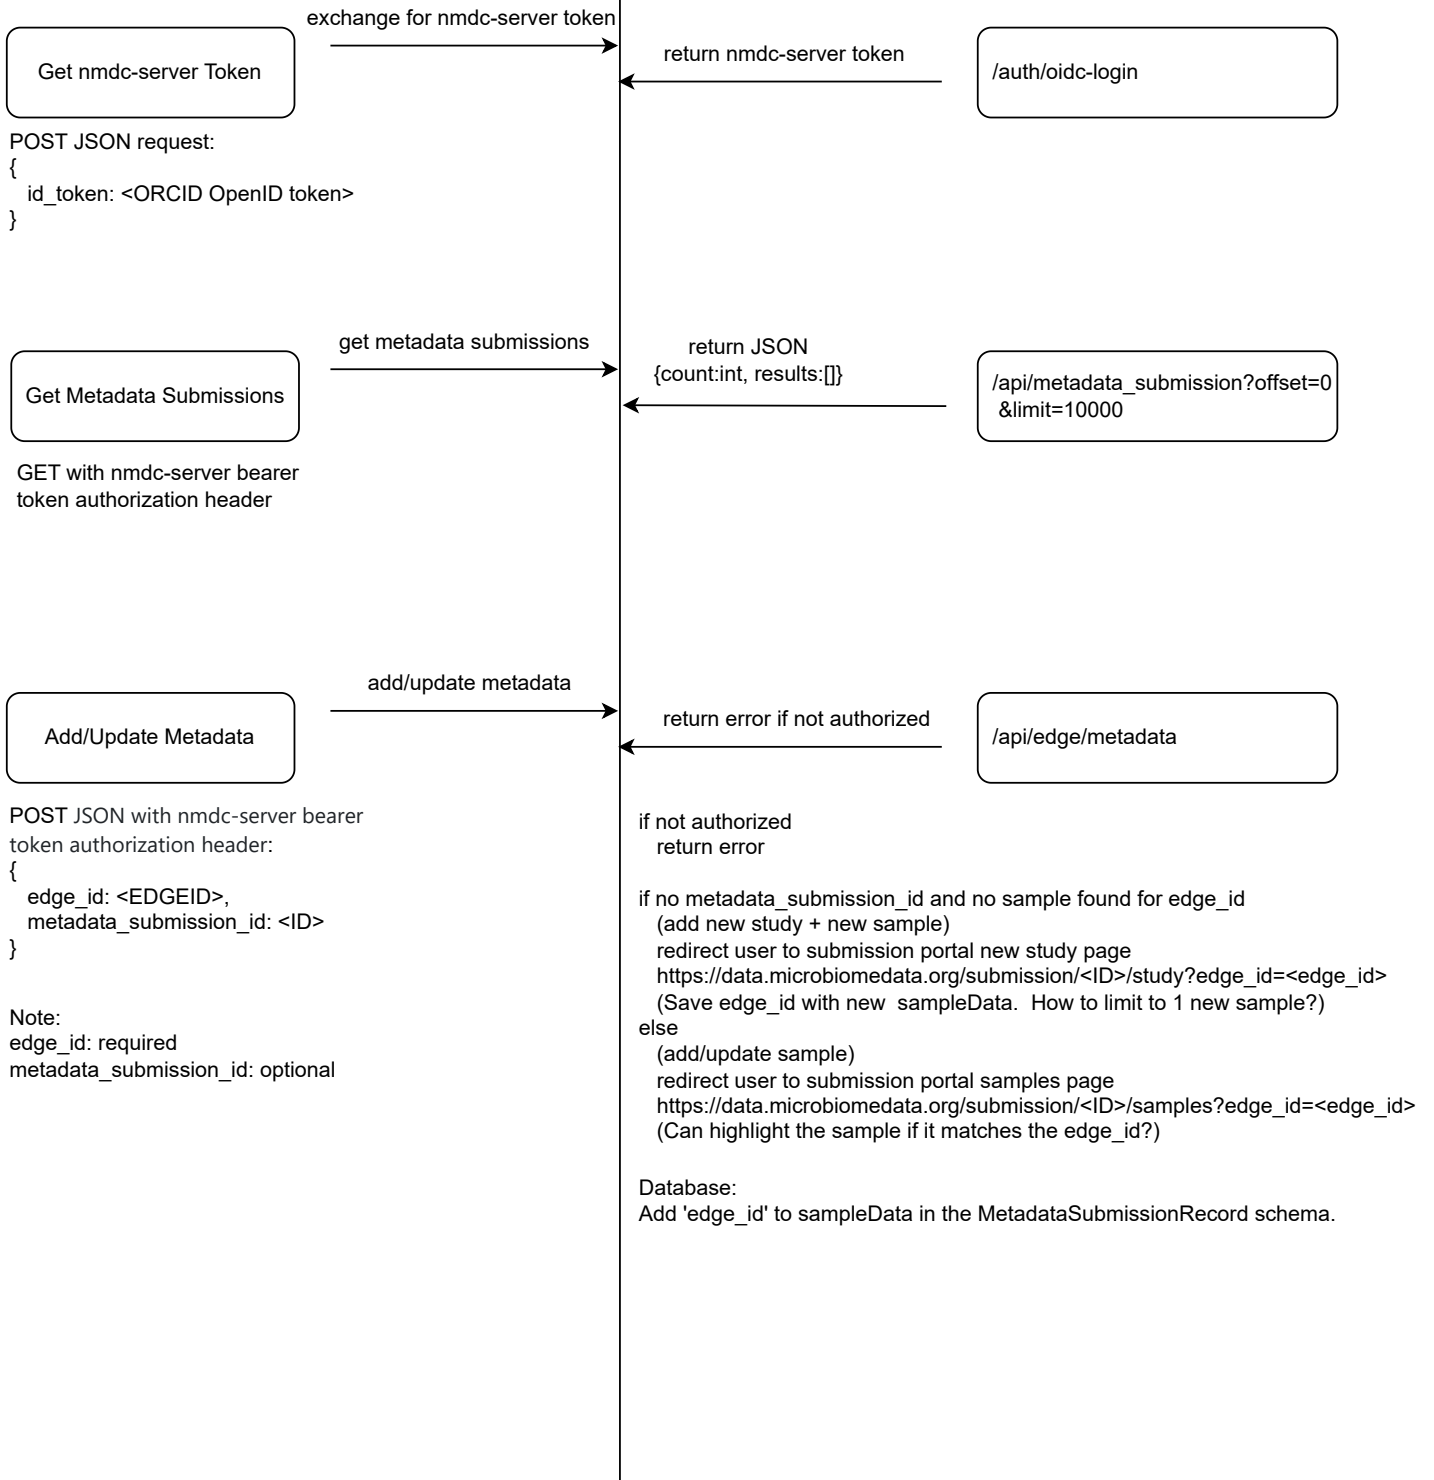 exchange for nmdc-server token
Get nmdc-server Token
return nmdc-server token
/auth/oidc-login
POST JSON request:
{
id_token: <ORCID OpenID token>
}
get metadata submissions
Get Metadata Submissions
return JSON
{count:int, results:[]}
/api/metadata_submission?offset=0
&limit=10000
GET with nmdc-server bearer
token authorization header
add/update metadata
Add/Update Metadata
return error if not authorized
/api/edge/metadata
POST JSON with nmdc-server bearer
token authorization header:
{
edge_id: <EDGEID>,
metadata_submission_id: <ID>
}
Note:
edge_id: required
metadata_submission_id: optional
if not authorized
return error
if no metadata_submission_id and no sample found for edge_id
(add new study + new sample)
redirect user to submission portal new study page
https://data.microbiomedata.org/submission/<ID>/study?edge_id=<edge_id>
(Save edge_id with new  sampleData.  How to limit to 1 new sample?)
else
(add/update sample)
redirect user to submission portal samples page
https://data.microbiomedata.org/submission/<ID>/samples?edge_id=<edge_id>
(Can highlight the sample if it matches the edge_id?)
Database:
Add 'edge_id' to sampleData in the MetadataSubmissionRecord schema.